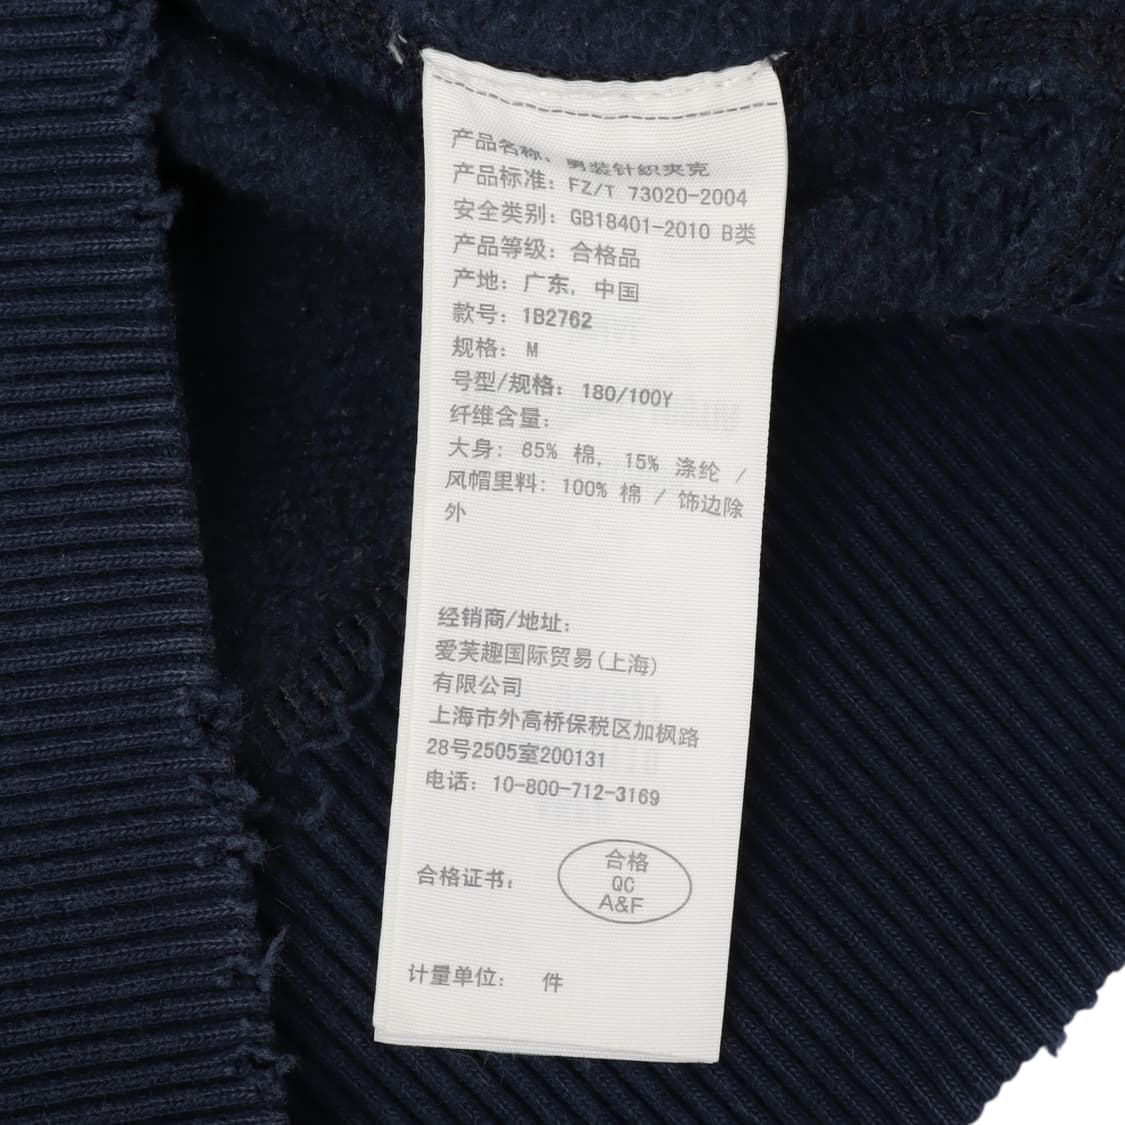 产品名称: 男装针织夹克
产品标准: FZ/T 73020-2004
安全类别: GB18401-2010 B类
产品等级: 合格品
产地: 广东, 中国
款号: 1B2762
规格: M
号型/规格: 180/100Y
纤维含量:
大身: 85% 棉, 15% 涤纶 /
风帽里料: 100% 棉 / 饰边除
外
经销商/地址:
爱芙趣国际贸易(上海)
有限公司
上海市外高桥保税区加枫路
28号2505室200131
电话: 10-800-712-3169
合格证书:
合格
QC
A&F
计量单位: 件